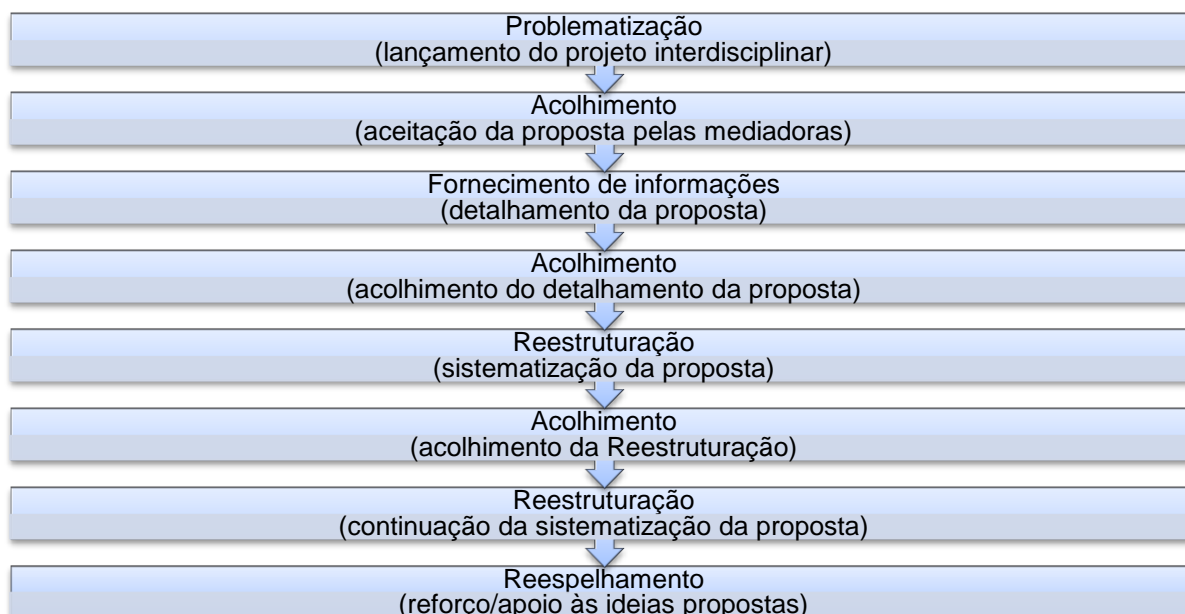 Problematização
(lançamento do projeto interdisciplinar)
Acolhimento
(aceitação da proposta pelas mediadoras)
Fornecimento de informações
(detalhamento da proposta)
Acolhimento
(acolhimento do detalhamento da proposta)
Reestruturação
(sistematização da proposta)
Acolhimento
(acolhimento da Reestruturação)
Reestruturação
(continuação da sistematização da proposta)
Reespelhamento
(reforço/apoio às ideias propostas)